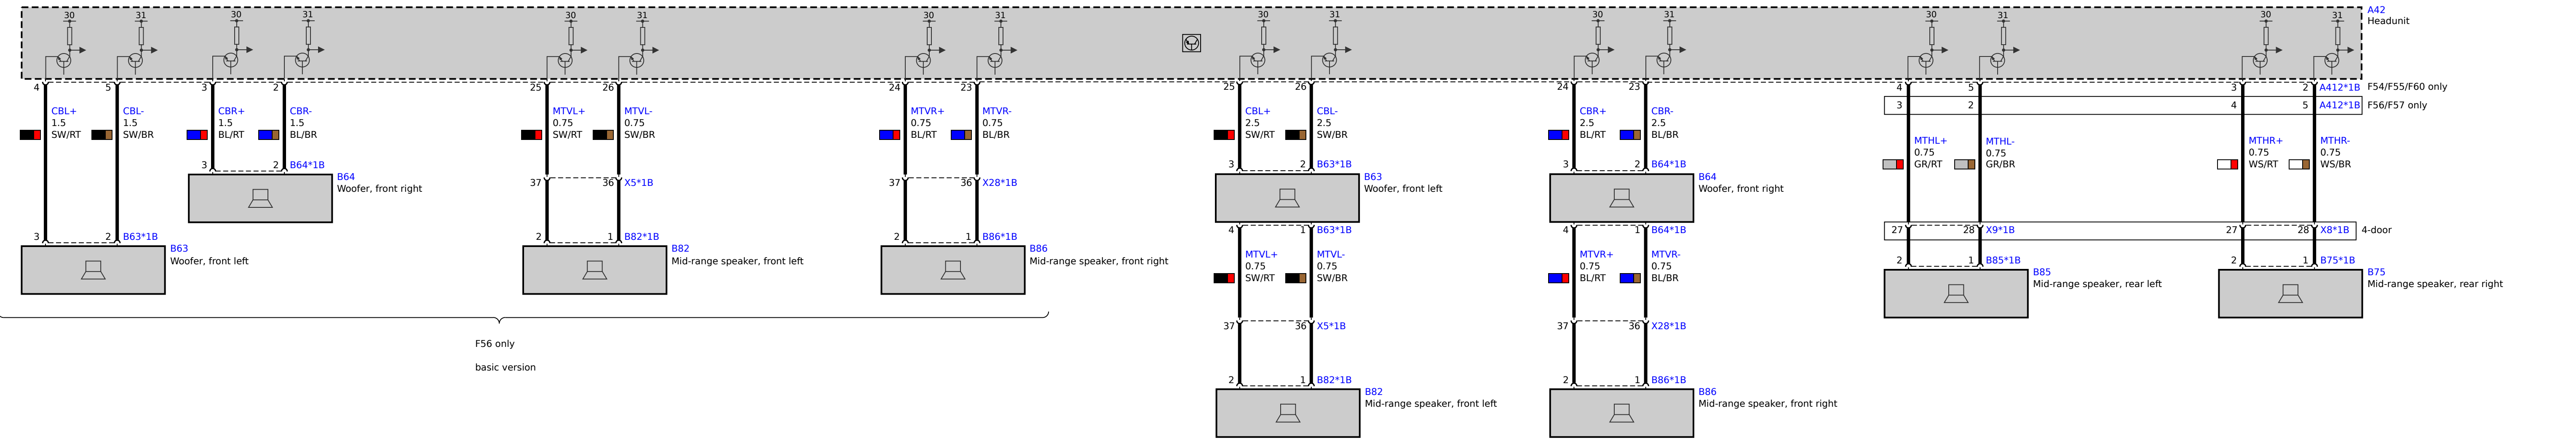 30 31 30 31 30 31 30 31 30 31 30 31 30 31 30 31
A42
Headunit
4 5 3 2 25 26 24 23 25 26 24 23 4 5 3 2 A412*1B F54/F55/F60 only
3 2 4 5 A412*1B F56/F57 only
CBL+ CBL- CBR+ CBR- MTVL+ MTVL- MTVR+ MTVR- CBL+ CBL- CBR+ CBR-
1.5 1.5 1.5 1.5 0.75 0.75 0.75 0.75 2.5 2.5 2.5 2.5
SW/RT SW/BR BL/RT BL/BR SW/RT SW/BR BL/RT BL/BR SW/RT SW/BR BL/RT BL/BR
MTHL+ MTHL- MTHR+ MTHR-
0.75 0.75 0.75 0.75
GR/RT GR/BR WS/RT WS/BR
3 2 B64*1B 3 2 B63*1B 3 2 B64*1B
B64 B63 B64
Woofer, front right Woofer, front left Woofer, front right
37 36 X5*1B 37 36 X28*1B
4 1 B63*1B 4 1 B64*1B 27 28 X9*1B 27 28 X8*1B 4-door
3 2 B63*1B 2 1 B82*1B 2 1 B86*1B
B63 B82 B86
Woofer, front left Mid-range speaker, front left Mid-range speaker, front right
MTVL+ MTVL- MTVR+ MTVR-
0.75 0.75 0.75 0.75
SW/RT SW/BR BL/RT BL/BR
2 1 B85*1B 2 1 B75*1B
B85 B75
Mid-range speaker, rear left Mid-range speaker, rear right
37 36 X5*1B 37 36 X28*1B
F56 only
basic version
2 1 B82*1B 2 1 B86*1B
B82 B86
Mid-range speaker, front left Mid-range speaker, front right